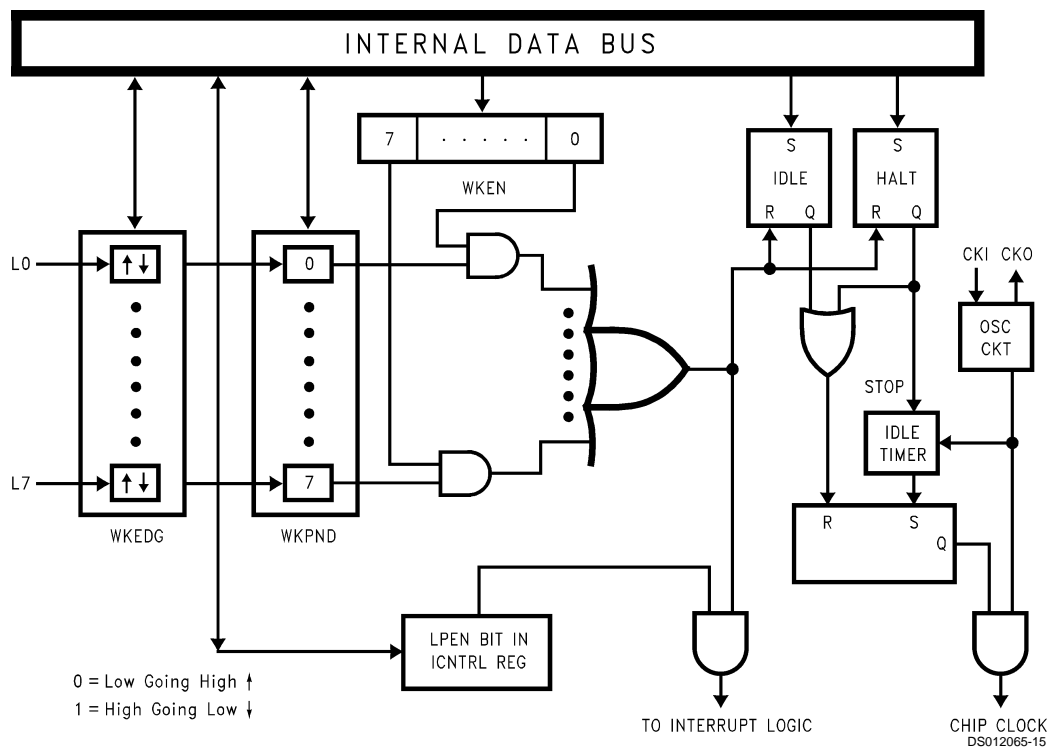 INTERNAL DATA BUS
7 . . . . . 0
WKEN
S
IDLE
R Q
S
HALT
R Q
CKI CKO
OSC
CKT
L0
↑↓
0
STOP
IDLE
TIMER
L7
↑↓
7
R S
Q
WKEDG
WKPND
LPEN BIT IN
ICNTRL REG
0 = Low Going High ↑
1 = High Going Low ↓
TO INTERRUPT LOGIC
CHIP CLOCK
DS012065-15